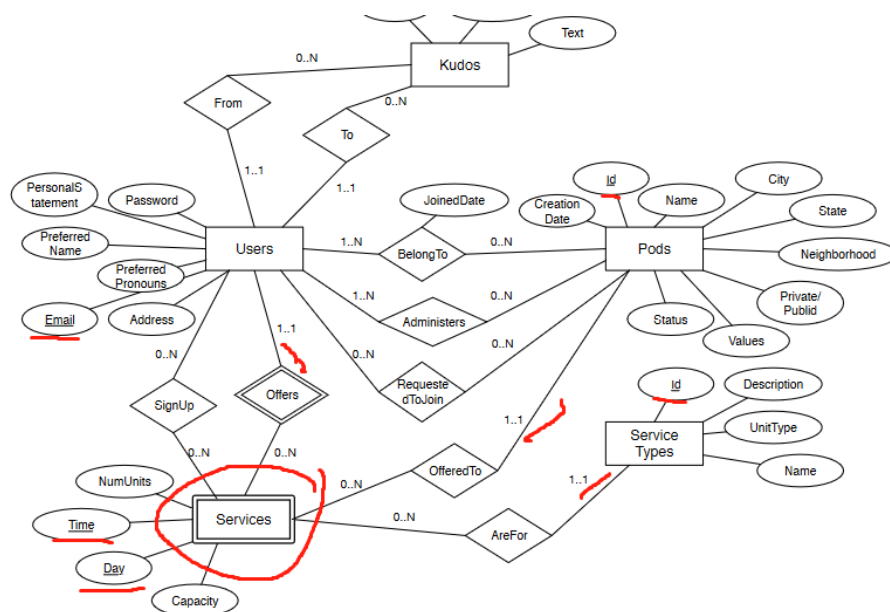 Text
0..N
Kudos
From
0..N
To
1..1
1..1
PersonalS
tatement
Password
JoinedDate
Id
Name
City
Creation
Date
State
Preferred
Name
Users
1..N
BelongTo
0..N
Pods
Neighborhood
Preferred
Pronouns
Email
Address
1..N
Administers
0..N
Status
Private/
Publid
Values
1..1
0..N
0..N
0..N
SignUp
Offers
Requeste
dToJoin
1..1
Id
Description
UnitType
Service
Types
Name
0..N
0..N
0..N
OfferedTo
1..1
NumUnits
Time
Services
0..N
AreFor
Day
Capacity